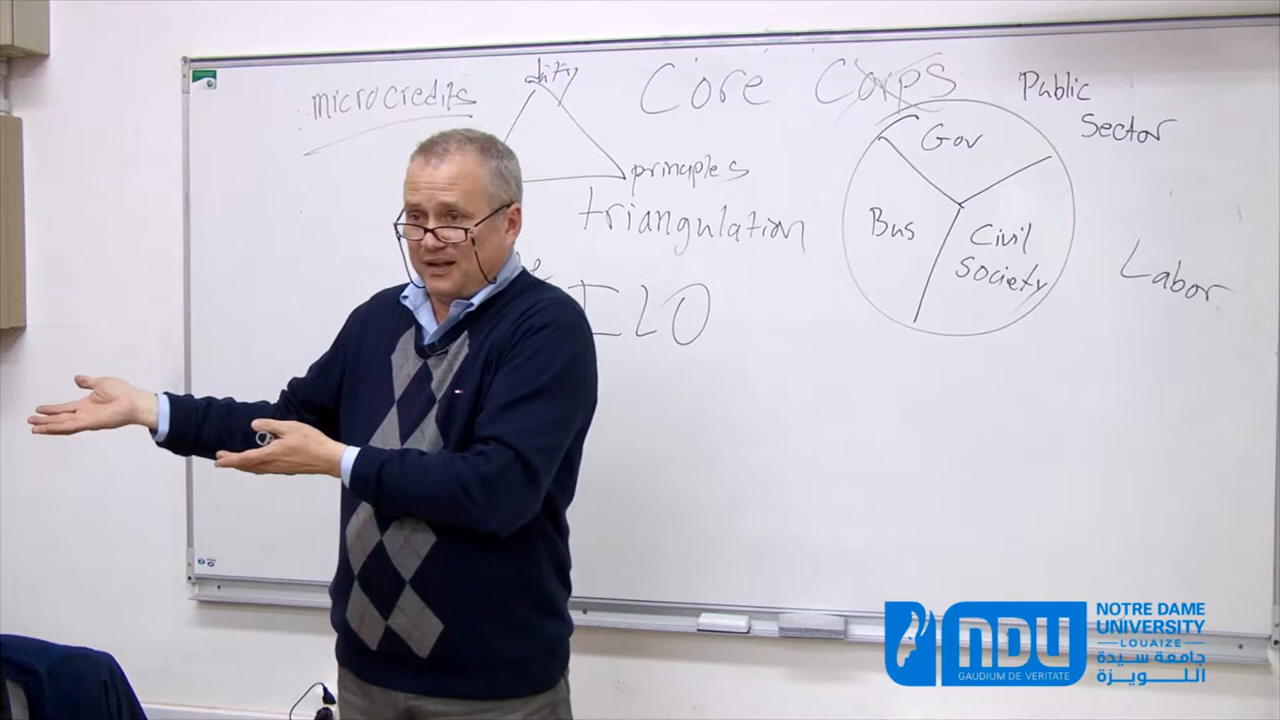 microcredits
principles
triangulation
ILO
Core Corps
Gov
Bus
Civil
Society
Public
Sector
Labor
NDU
GAUDIUM DE VERITATE
NOTRE DAME
UNIVERSITY
LOUAIZE
جامعة سيدة
اللويزة